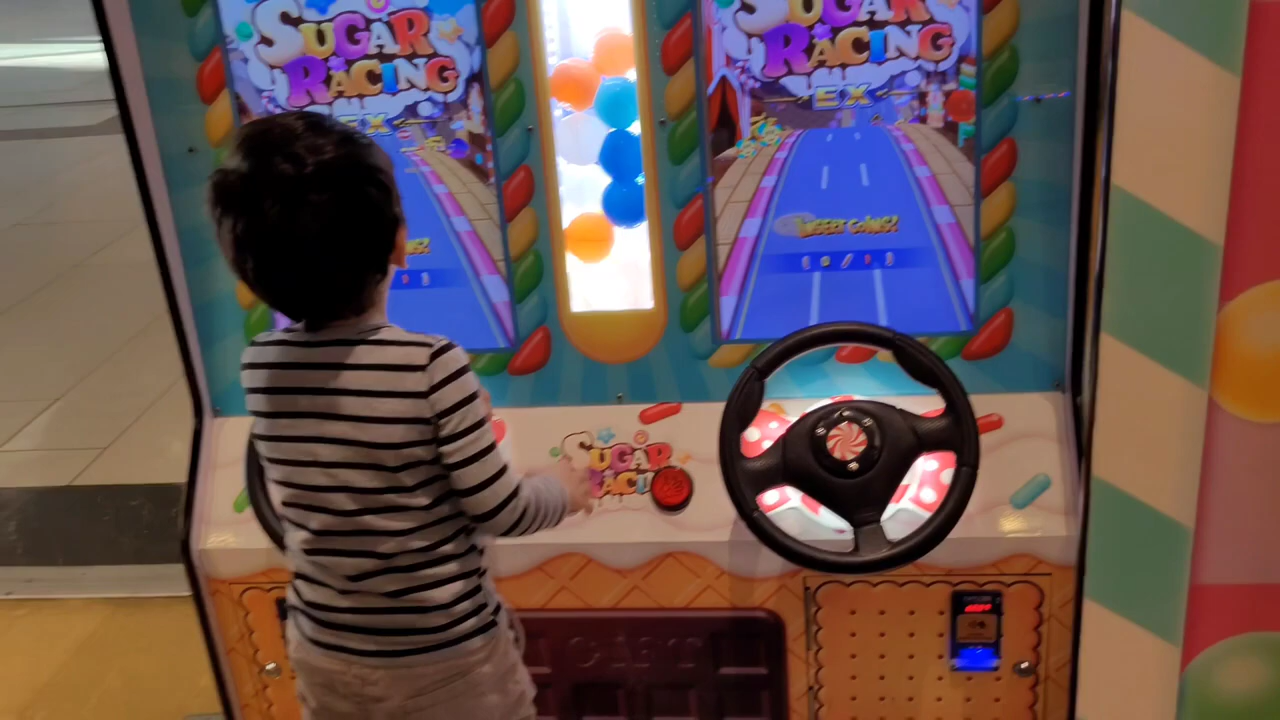 SUGAR
RACING
EX
SUGAR
RACING
EX
INSERT COINS!
SUGAR